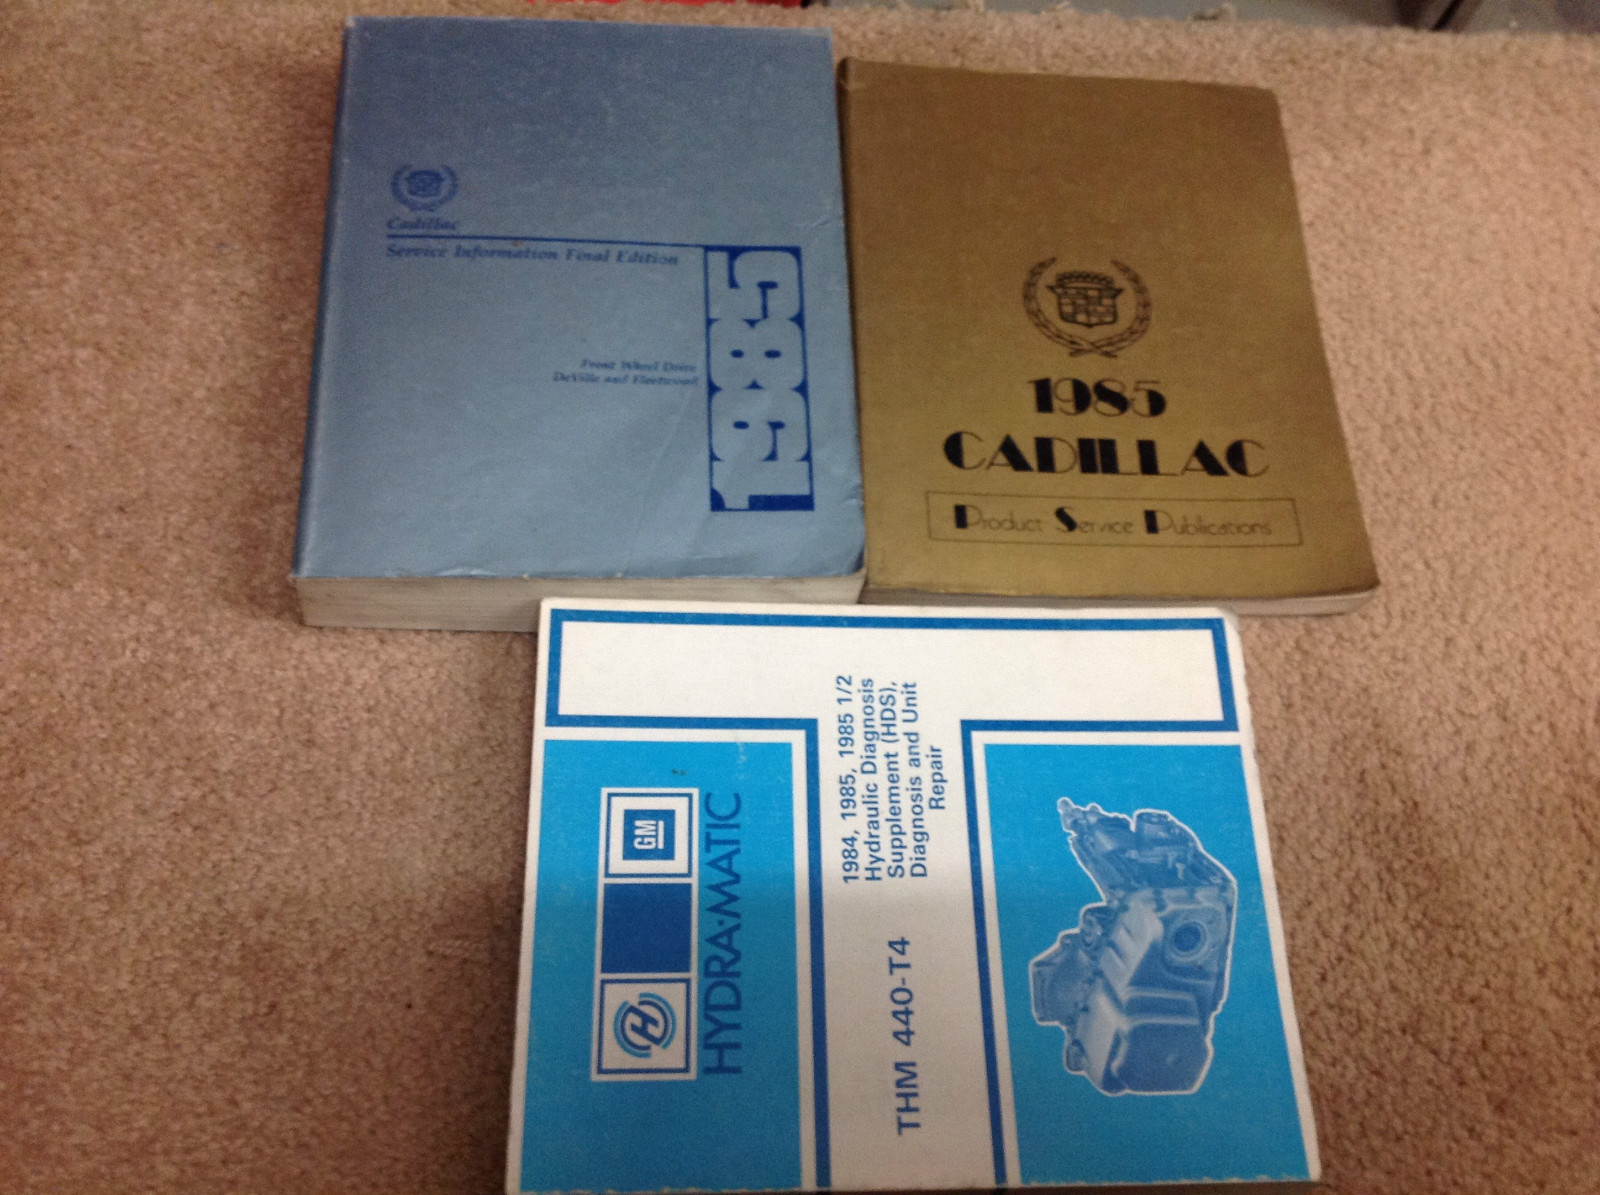 Cadillac
Service Information Final Edition
1985
Front Wheel Drive
DeVille and Fleetwood
1985
CADILLAC
Product Service Publications
GM
H
HYDRA·MATIC
1984, 1985, 1985 1/2
Hydraulic Diagnosis
Supplement (HDS),
Diagnosis and Unit
Repair
THM 440-T4